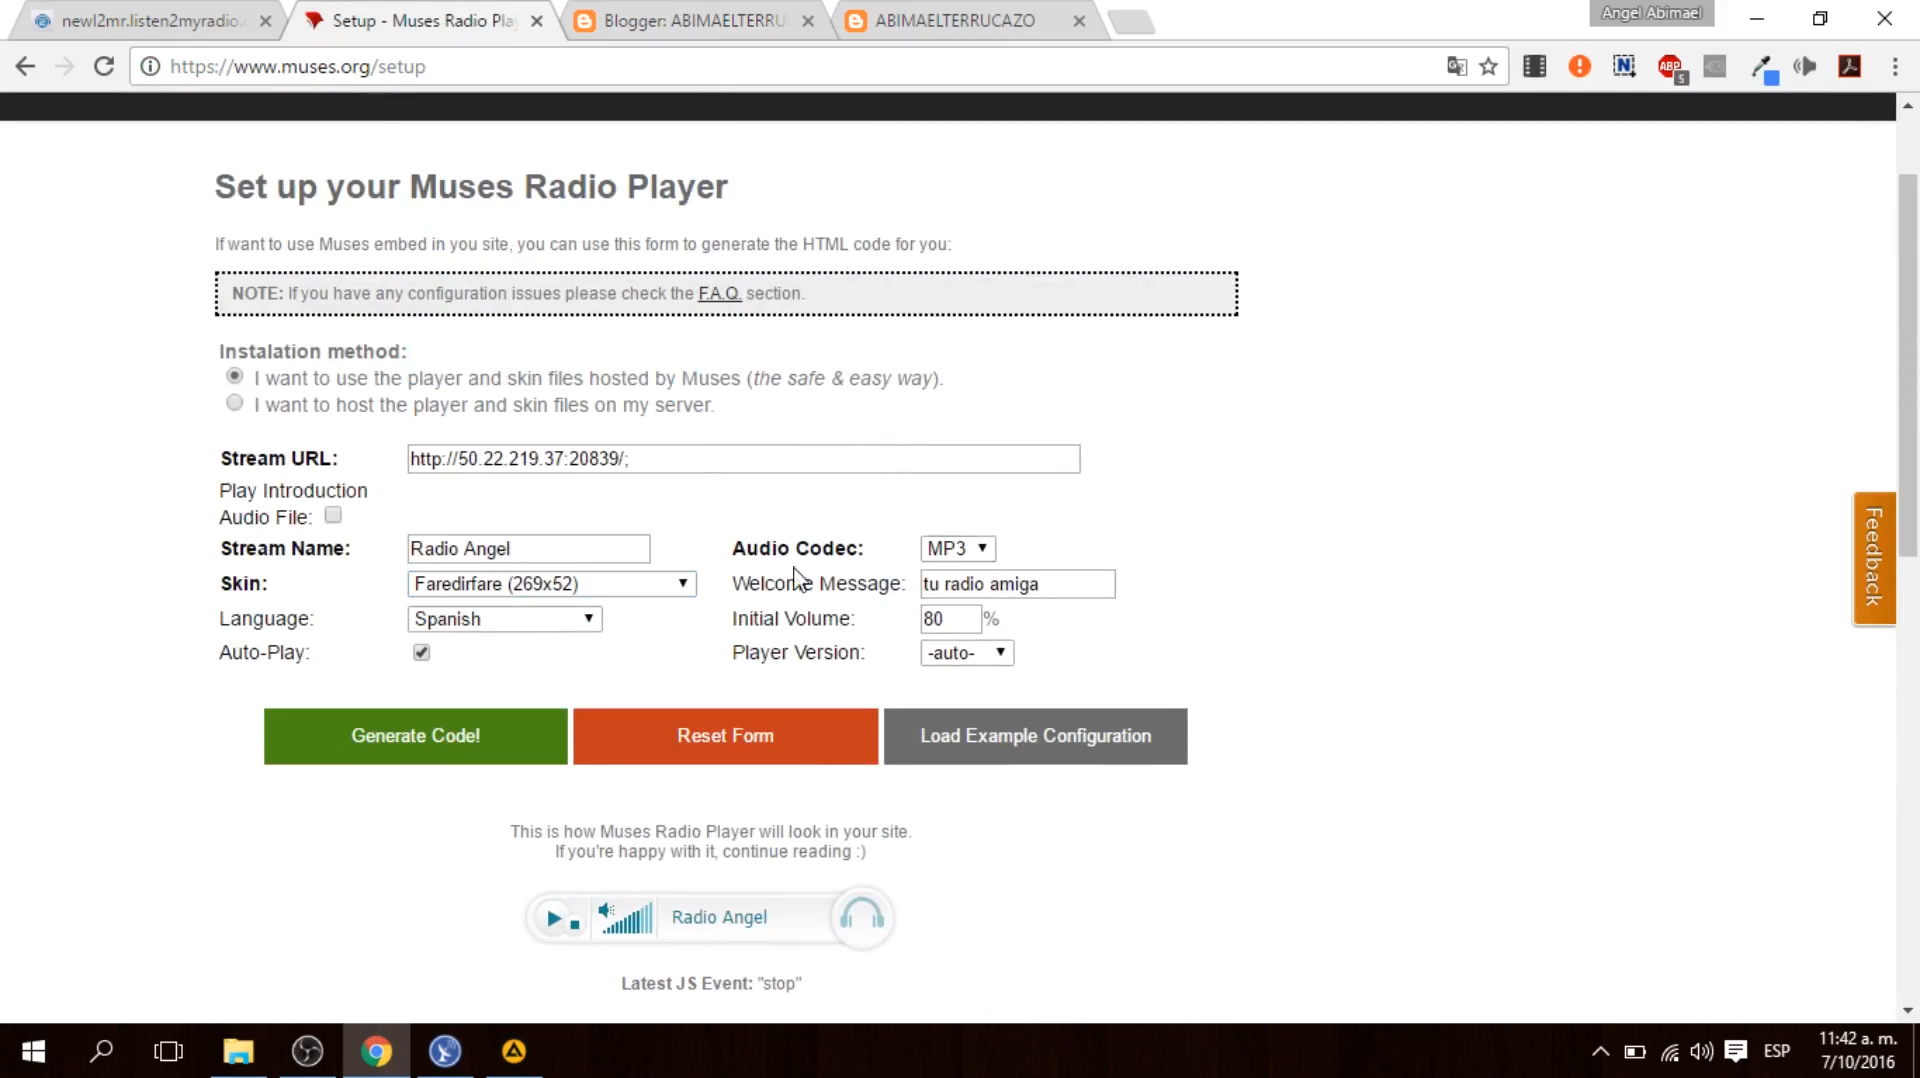 newl2mr.listen2myradio.
Setup - Muses Radio Play
Blogger: ABIMAELTERRU
ABIMAELTERRUCAZO
Angel Abimael
https://www.muses.org/setup
ABP
5
Set up your Muses Radio Player
If want to use Muses embed in you site, you can use this form to generate the HTML code for you:
NOTE: If you have any configuration issues please check the F.A.Q. section.
Instalation method:
I want to use the player and skin files hosted by Muses (the safe & easy way).
I want to host the player and skin files on my server.
Stream URL: http://50.22.219.37:20839/;
Play Introduction
Audio File:
Stream Name: Radio Angel Audio Codec: MP3
Skin: Faredirfare (269x52) Welcome Message: tu radio amiga
Language: Spanish Initial Volume: 80 %
Auto-Play: Player Version: -auto-
Generate Code! Reset Form Load Example Configuration
This is how Muses Radio Player will look in your site.
If you're happy with it, continue reading :)
Radio Angel
Latest JS Event: "stop"
Feedback
ESP
11:42 a. m.
7/10/2016